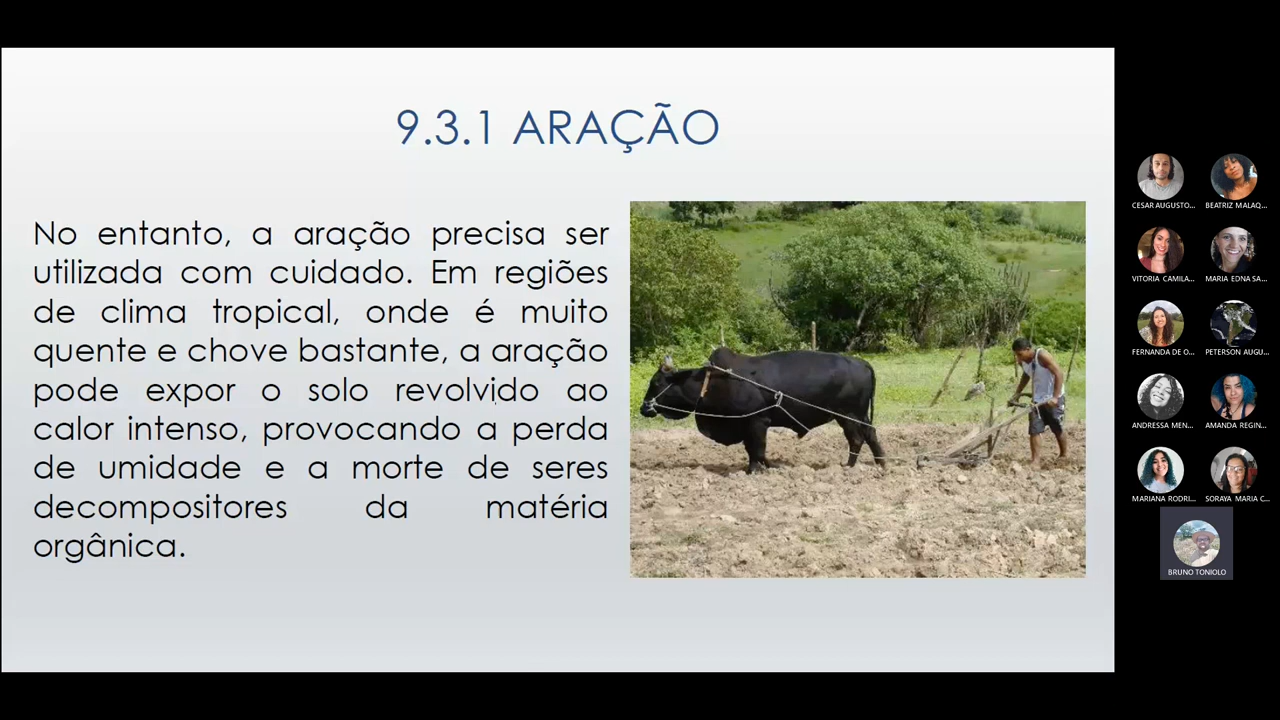 9.3.1 ARAÇÃO
No entanto, a aração precisa ser
utilizada com cuidado. Em regiões
de clima tropical, onde é muito
quente e chove bastante, a aração
pode expor o solo revolvido ao
calor intenso, provocando a perda
de umidade e a morte de seres
decompositores da matéria
orgânica.
CESAR AUGUSTO...
BEATRIZ MALAQ...
VITORIA CAMILA...
MARIA EDNA SA...
FERNANDA DE O...
PETERSON AUGU...
ANDRESSA MEN...
AMANDA REGIN...
MARIANA RODRI...
SORAYA MARIA C...
BRUNO TONIOLO